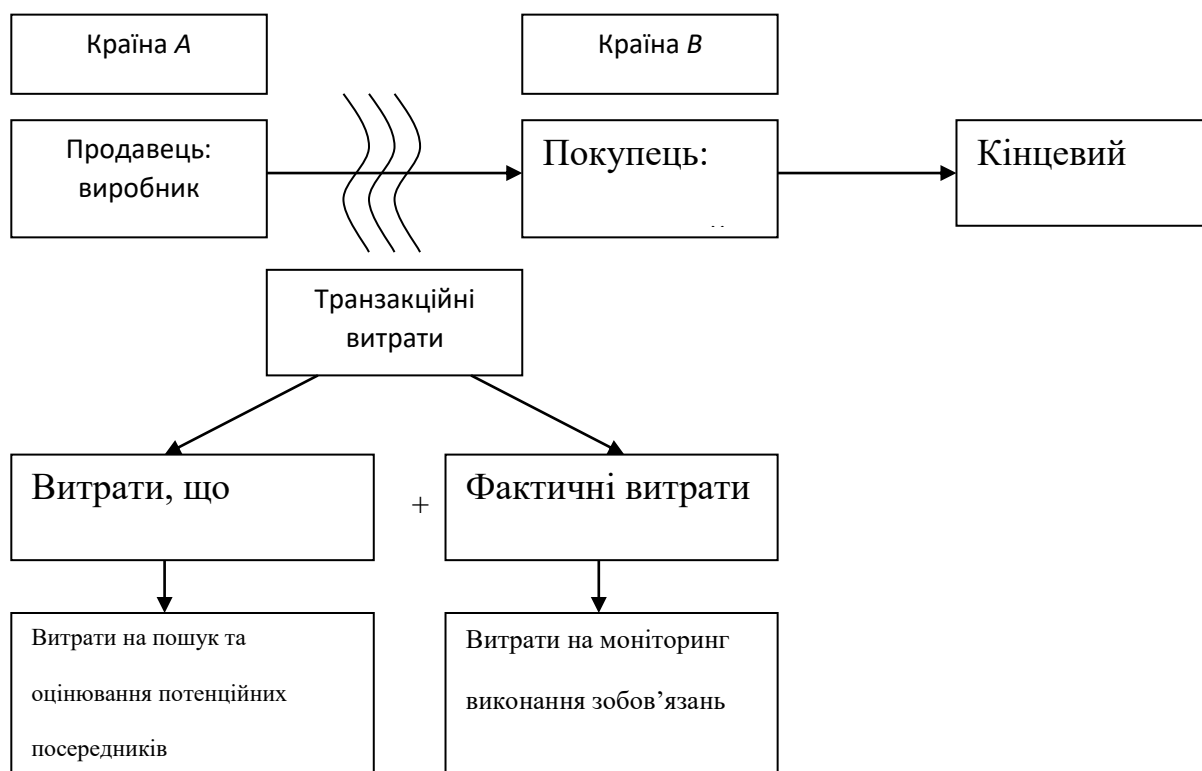 Країна A
Країна B
Продавець:
виробник
Покупець:
Кінцевий
Транзакційні
витрати
Витрати, що
+
Фактичні витрати
Витрати на пошук та
оцінювання потенційних
посередників
Витрати на моніторинг
виконання зобов’язань